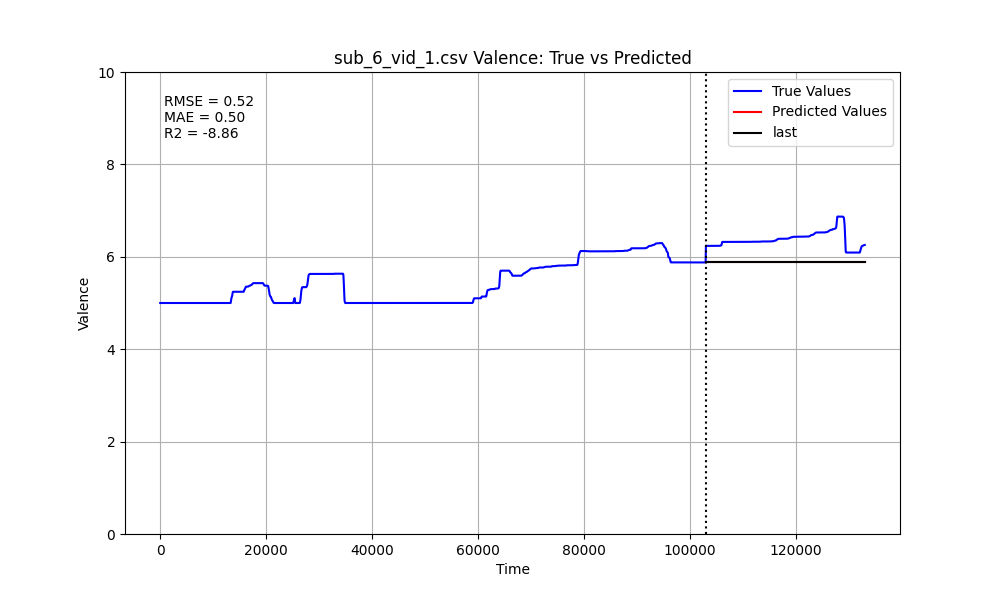 sub_6_vid_1.csv Valence: True vs Predicted
RMSE = 0.52
MAE = 0.50
R2 = -8.86
True Values
Predicted Values
last
10
8
6
4
2
0
Valence
0 20000 40000 60000 80000 100000 120000
Time